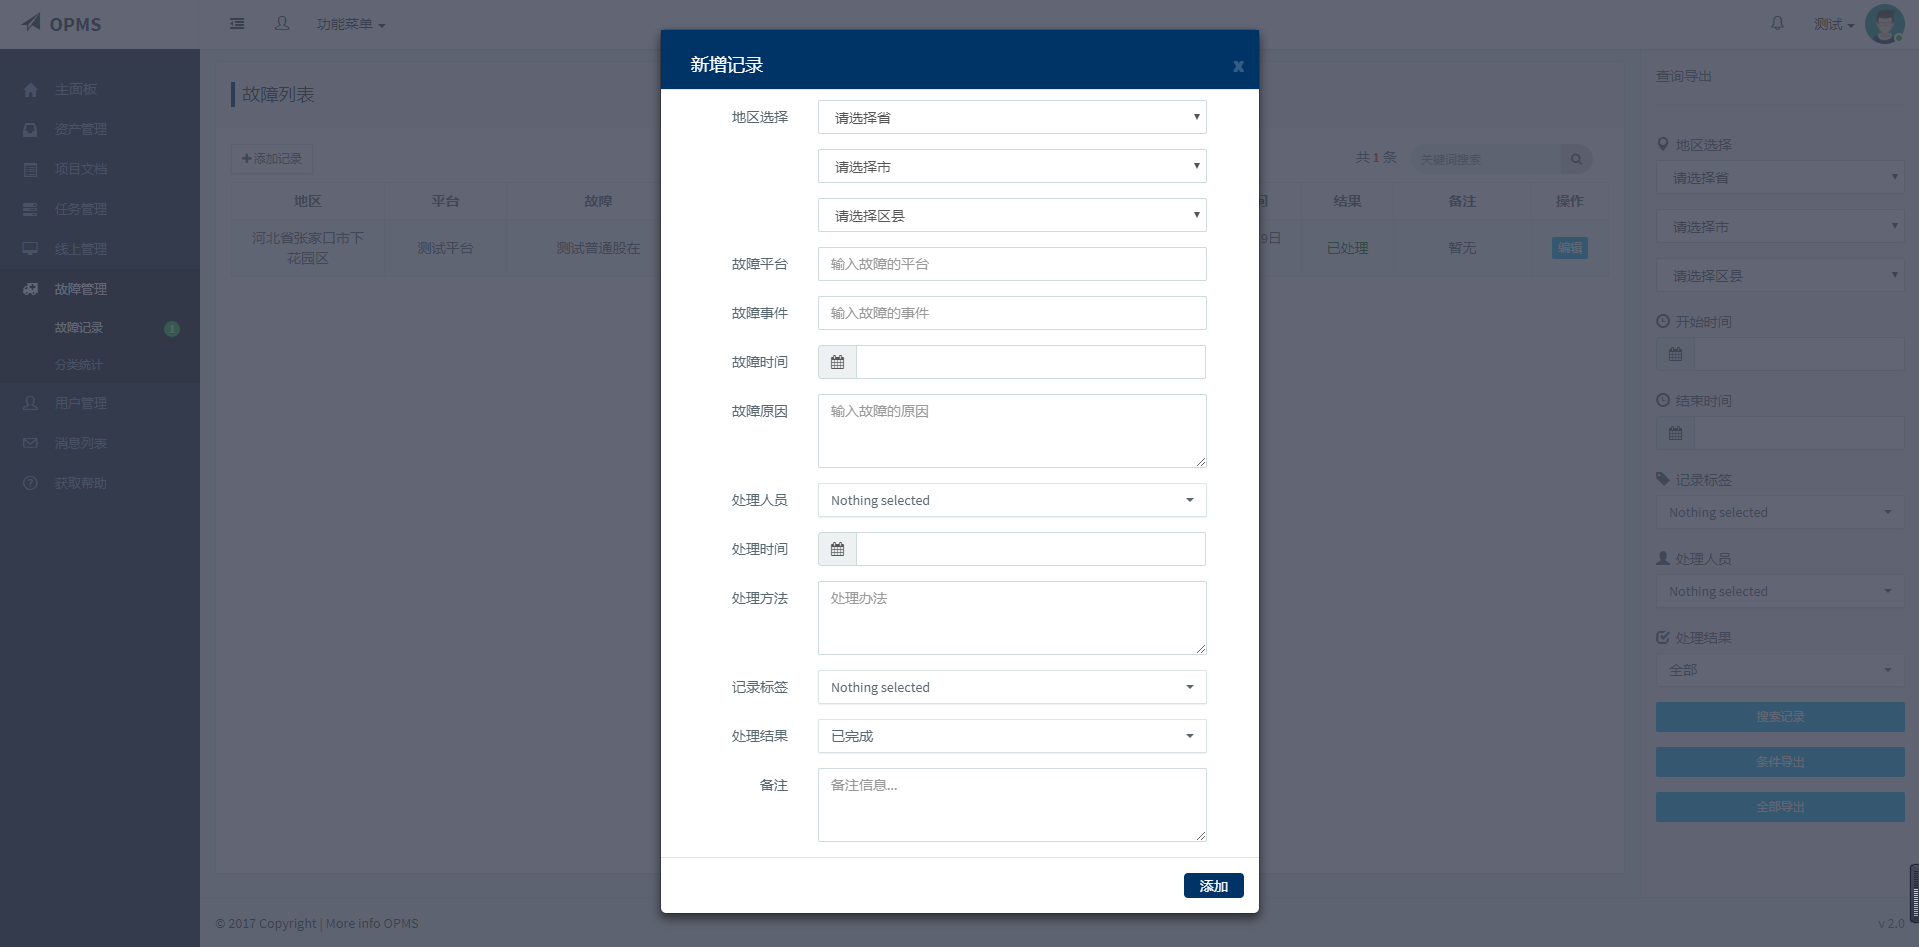 OPMS
功能菜单
测试
主面板
资产管理
项目文档
任务管理
线上管理
故障管理
故障记录 1
分类统计
用户管理
消息列表
获取帮助
故障列表
添加记录
共 1 条
关键词搜索
地区 平台 故障 结果 备注 操作
河北省张家口市下花园区 测试平台 测试普通股在 9日 已处理 暂无 编辑
新增记录
x
地区选择 请选择省
请选择市
请选择区县
故障平台 输入故障的平台
故障事件 输入故障的事件
故障时间
故障原因 输入故障的原因
处理人员 Nothing selected
处理时间
处理方法 处理办法
记录标签 Nothing selected
处理结果 已完成
备注 备注信息...
添加
查询导出
地区选择
请选择省
请选择市
请选择区县
开始时间
结束时间
记录标签
Nothing selected
处理人员
Nothing selected
处理结果
全部
搜索记录
条件导出
全部导出
© 2017 Copyright | More info OPMS
v 2.0